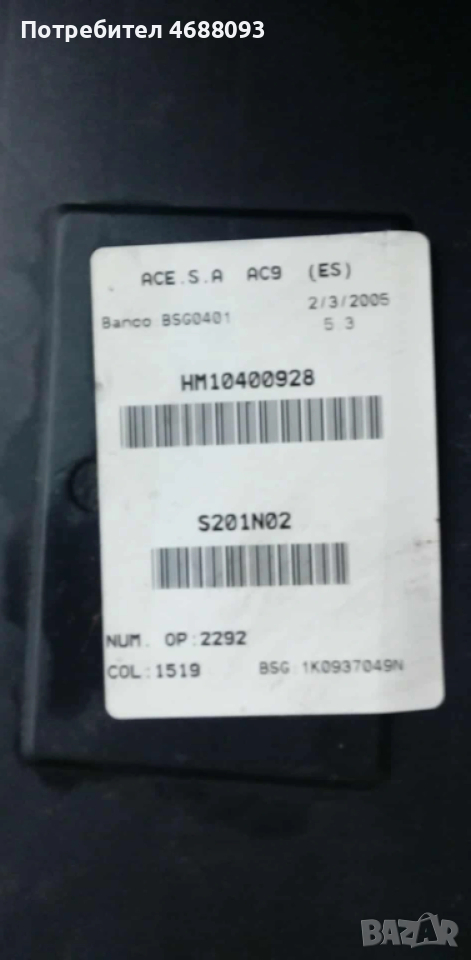 Потребител 4688093
ACE.S.A AC9 (ES)
2/3/2005
Banco BSG0401
5.3
HM10400928
S201N02
NUM. OP:2292
COL:1519 BSG:1K0937049N
BAZAR